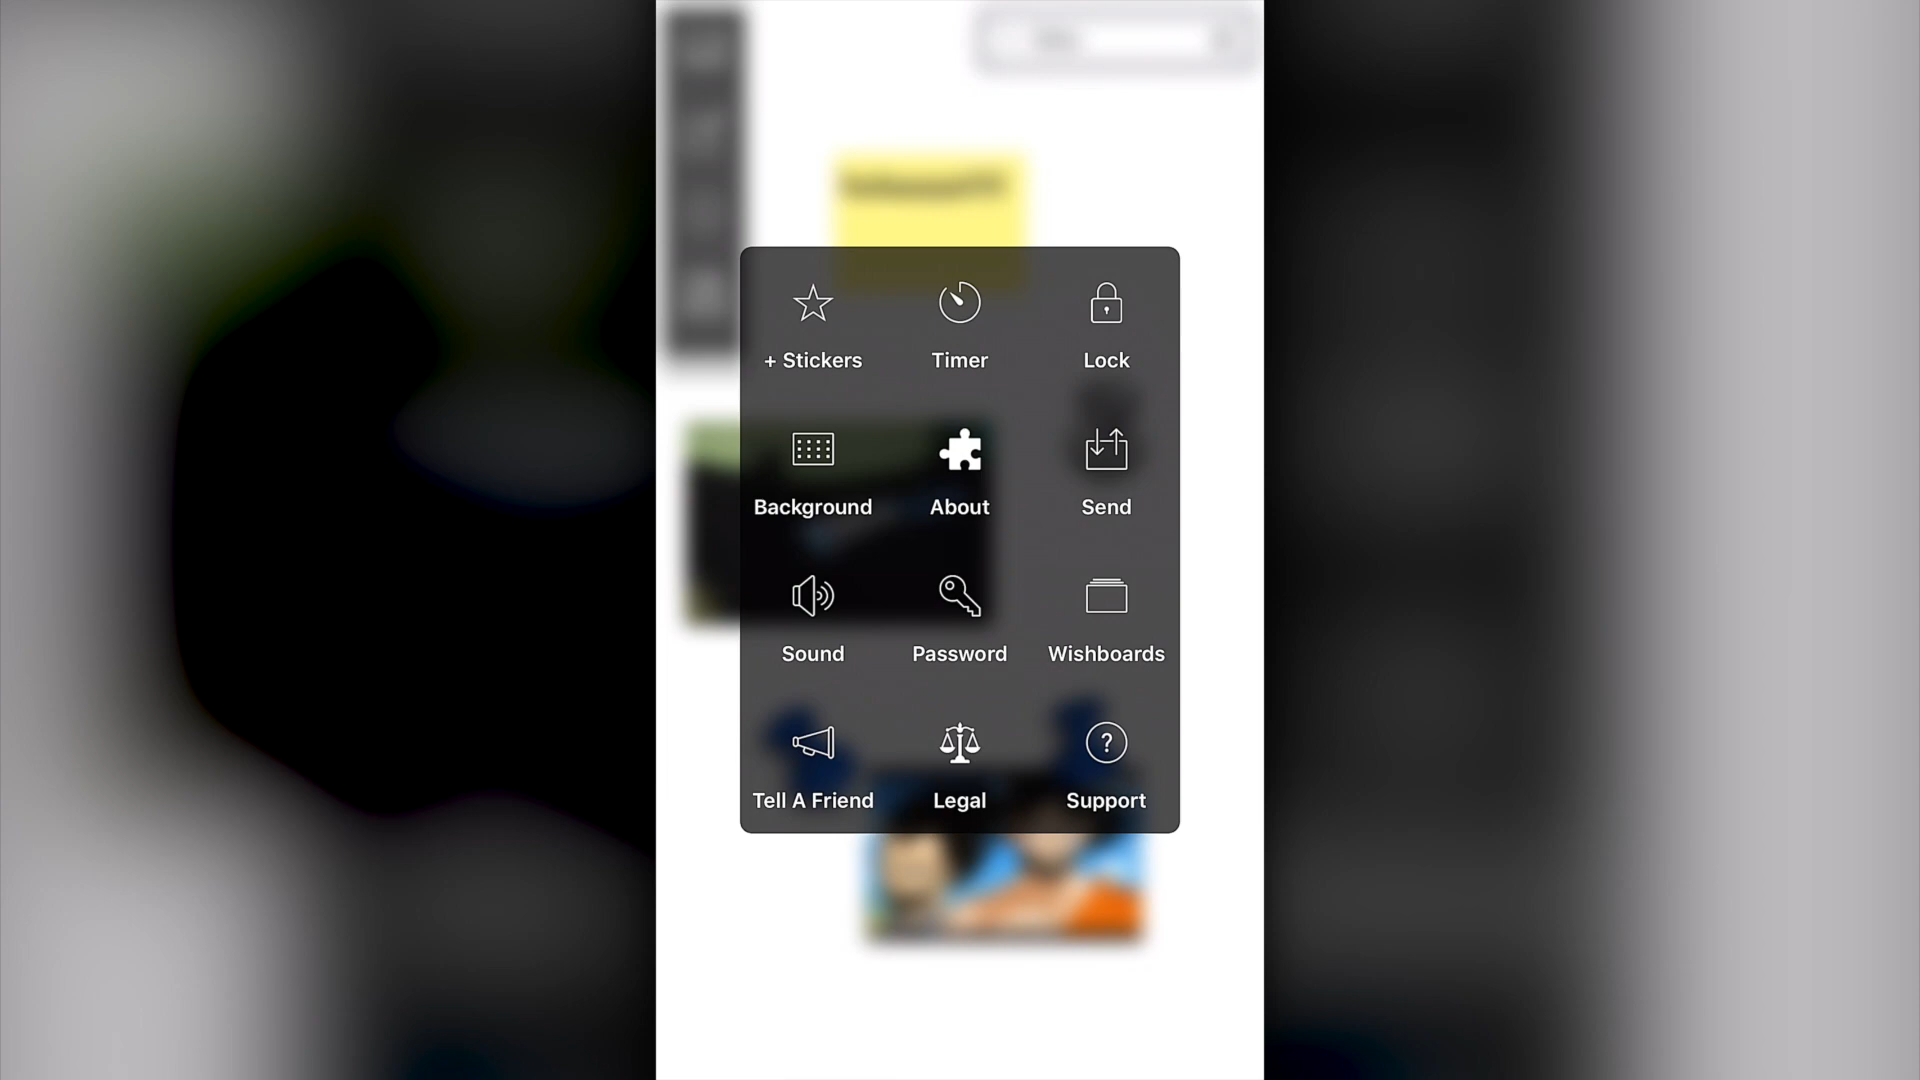 + Stickers
Timer
Lock
Background
About
Send
Sound
Password
Wishboards
Tell A Friend
Legal
Support